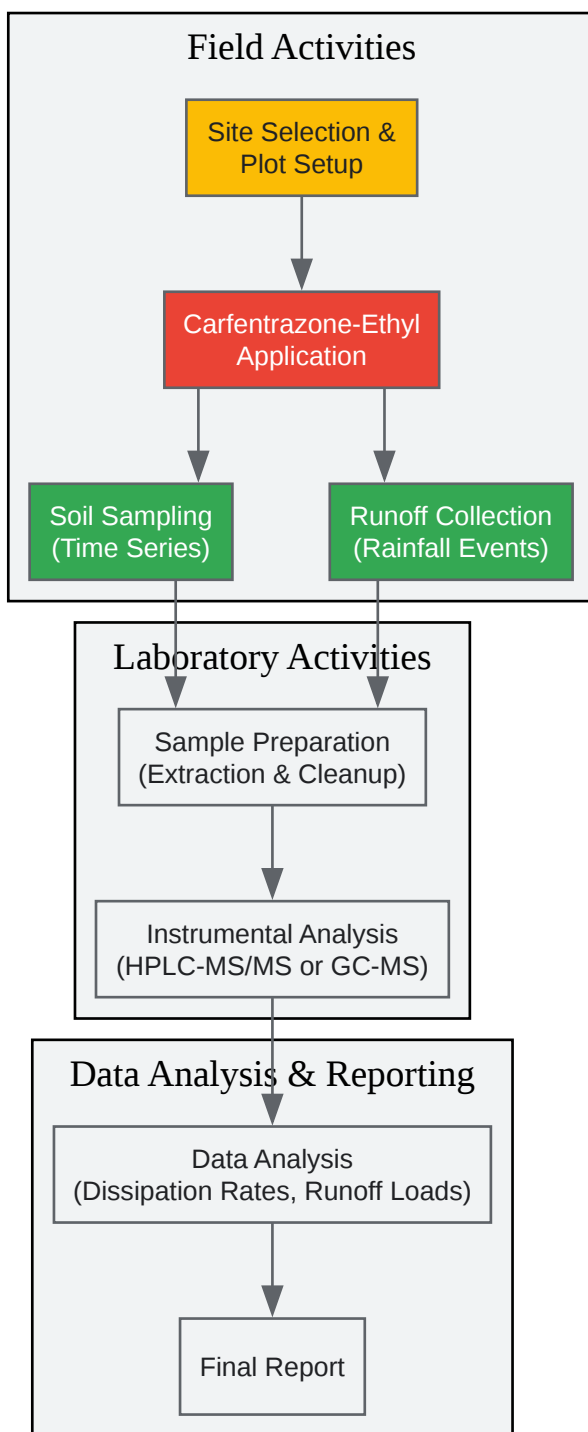 Field Activities
Site Selection &
Plot Setup
Carfentrazone-Ethyl
Application
Soil Sampling
(Time Series)
Runoff Collection
(Rainfall Events)
Laboratory Activities
Sample Preparation
(Extraction & Cleanup)
Instrumental Analysis
(HPLC-MS/MS or GC-MS)
Data Analysis & Reporting
Data Analysis
(Dissipation Rates, Runoff Loads)
Final Report